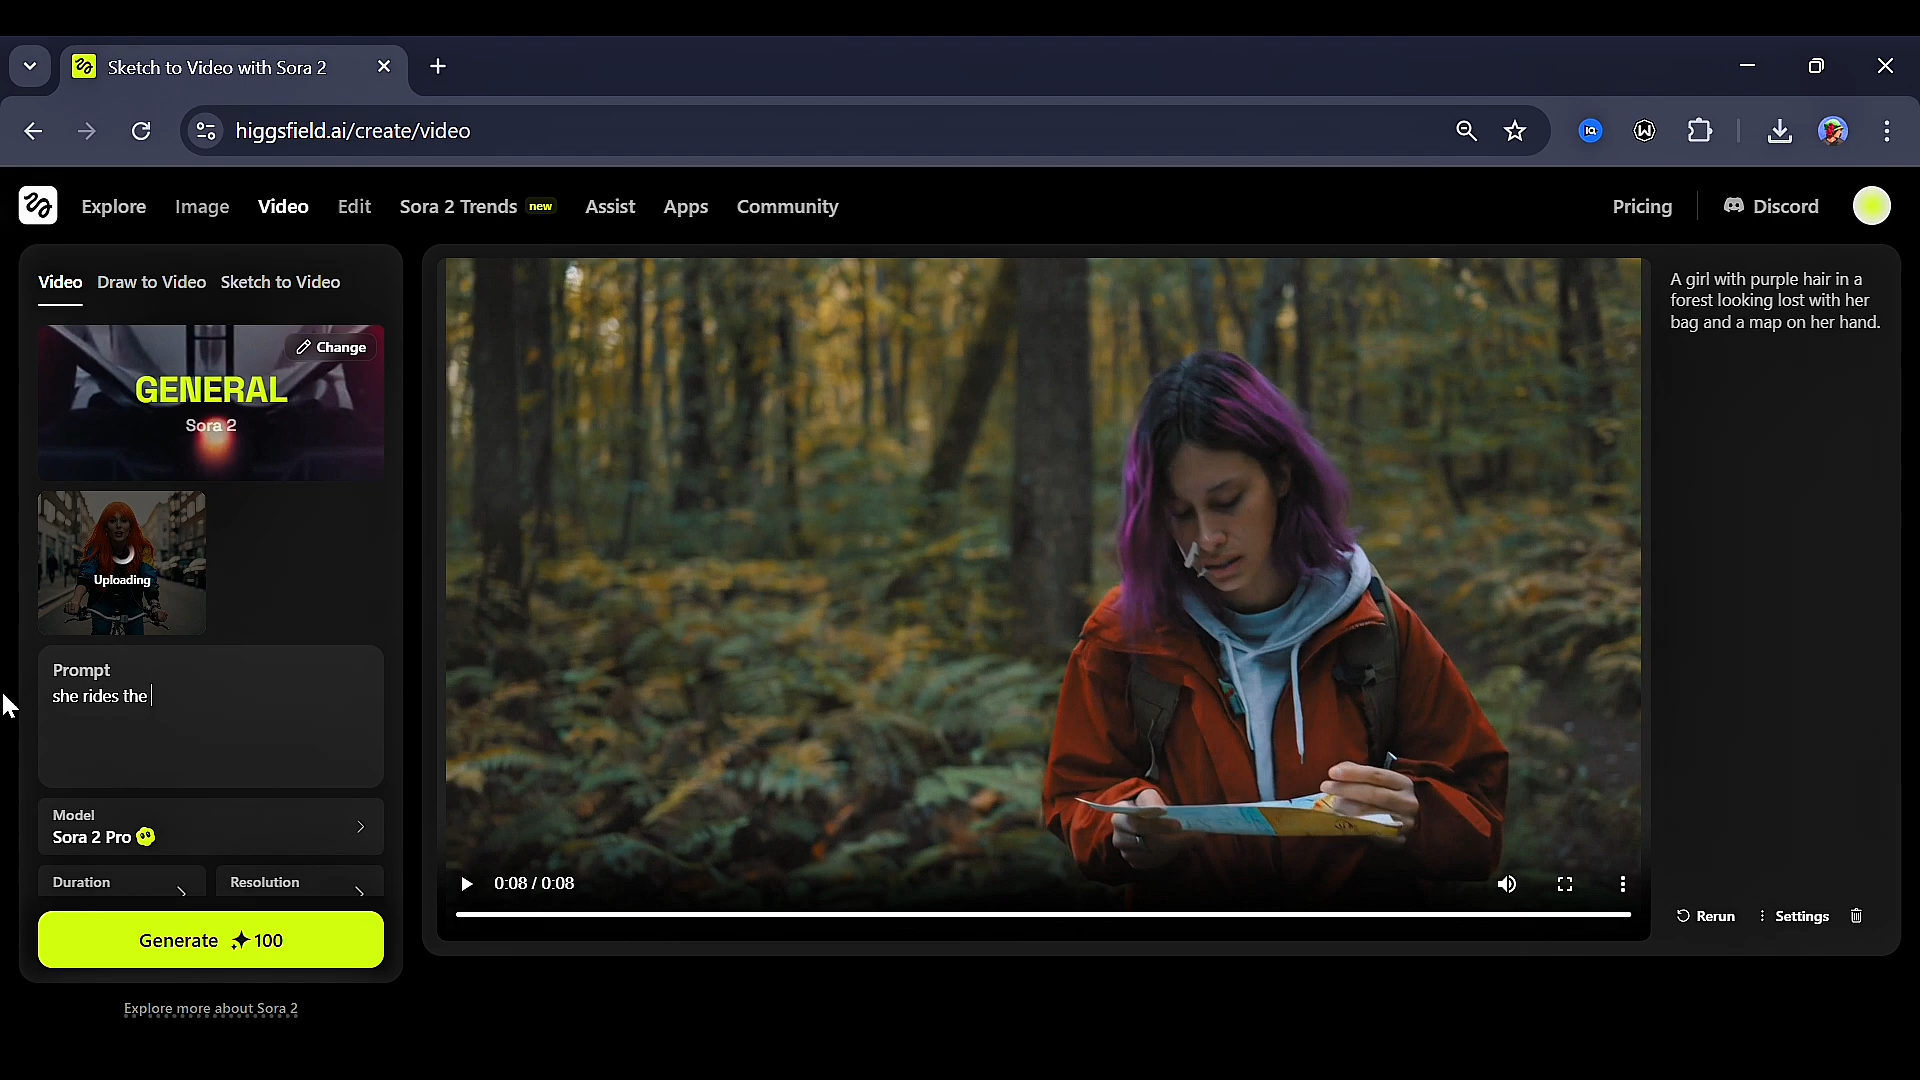 Sketch to Video with Sora 2
higgsfield.ai/create/video
Explore
Image
Video
Edit
Sora 2 Trends new
Assist
Apps
Community
Pricing
Discord
Video
Draw to Video
Sketch to Video
Change
GENERAL
Sora 2
Uploading
Prompt
she rides the
Model
Sora 2 Pro
Duration
Resolution
Generate 100
Explore more about Sora 2
0:08 / 0:08
A girl with purple hair in a
forest looking lost with her
bag and a map on her hand.
Rerun
Settings